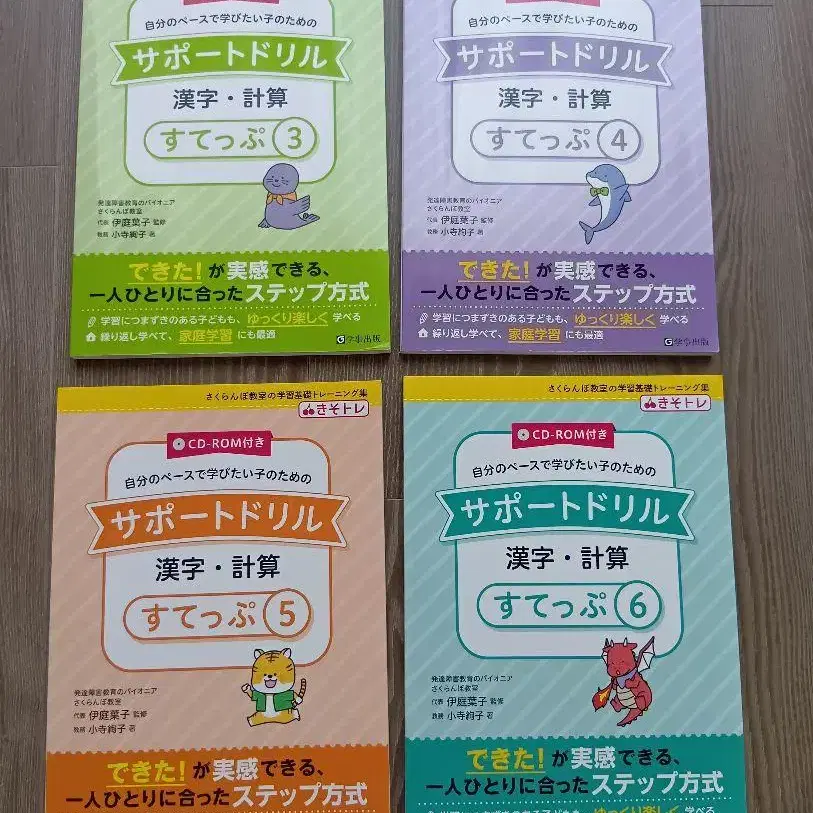 自分のペースで学びたい子のための
サポートドリル
漢字・計算
すてっぷ 3
発達障害教育のパイオニア
さくらんぼ教室
代表 伊庭葉子 監修
教務 小寺絢子 著
できた!が実感できる、
一人ひとりに合ったステップ方式
学習につまずきのある子どもも、ゆっくり楽しく 学べる
繰り返し学べて、家庭学習 にも最適
学事出版
自分のペースで学びたい子のための
サポートドリル
漢字・計算
すてっぷ 4
発達障害教育のパイオニア
さくらんぼ教室
代表 伊庭葉子 監修
教務 小寺絢子 著
できた!が実感できる、
一人ひとりに合ったステップ方式
学習につまずきのある子どもも、ゆっくり楽しく 学べる
繰り返し学べて、家庭学習 にも最適
学事出版
さくらんぼ教室の学習基礎トレーニング集
きそトレ
CD-ROM付き
自分のペースで学びたい子のための
サポートドリル
漢字・計算
すてっぷ 5
発達障害教育のパイオニア
さくらんぼ教室
代表 伊庭葉子 監修
教務 小寺絢子 著
できた!が実感できる、
一人ひとりに合ったステップ方式
さくらんぼ教室の学習基礎トレーニング集
きそトレ
CD-ROM付き
自分のペースで学びたい子のための
サポートドリル
漢字・計算
すてっぷ 6
発達障害教育のパイオニア
さくらんぼ教室
代表 伊庭葉子 監修
教務 小寺絢子 著
できた!が実感できる、
一人ひとりに合ったステップ方式
ゆっくり楽しく 学べる